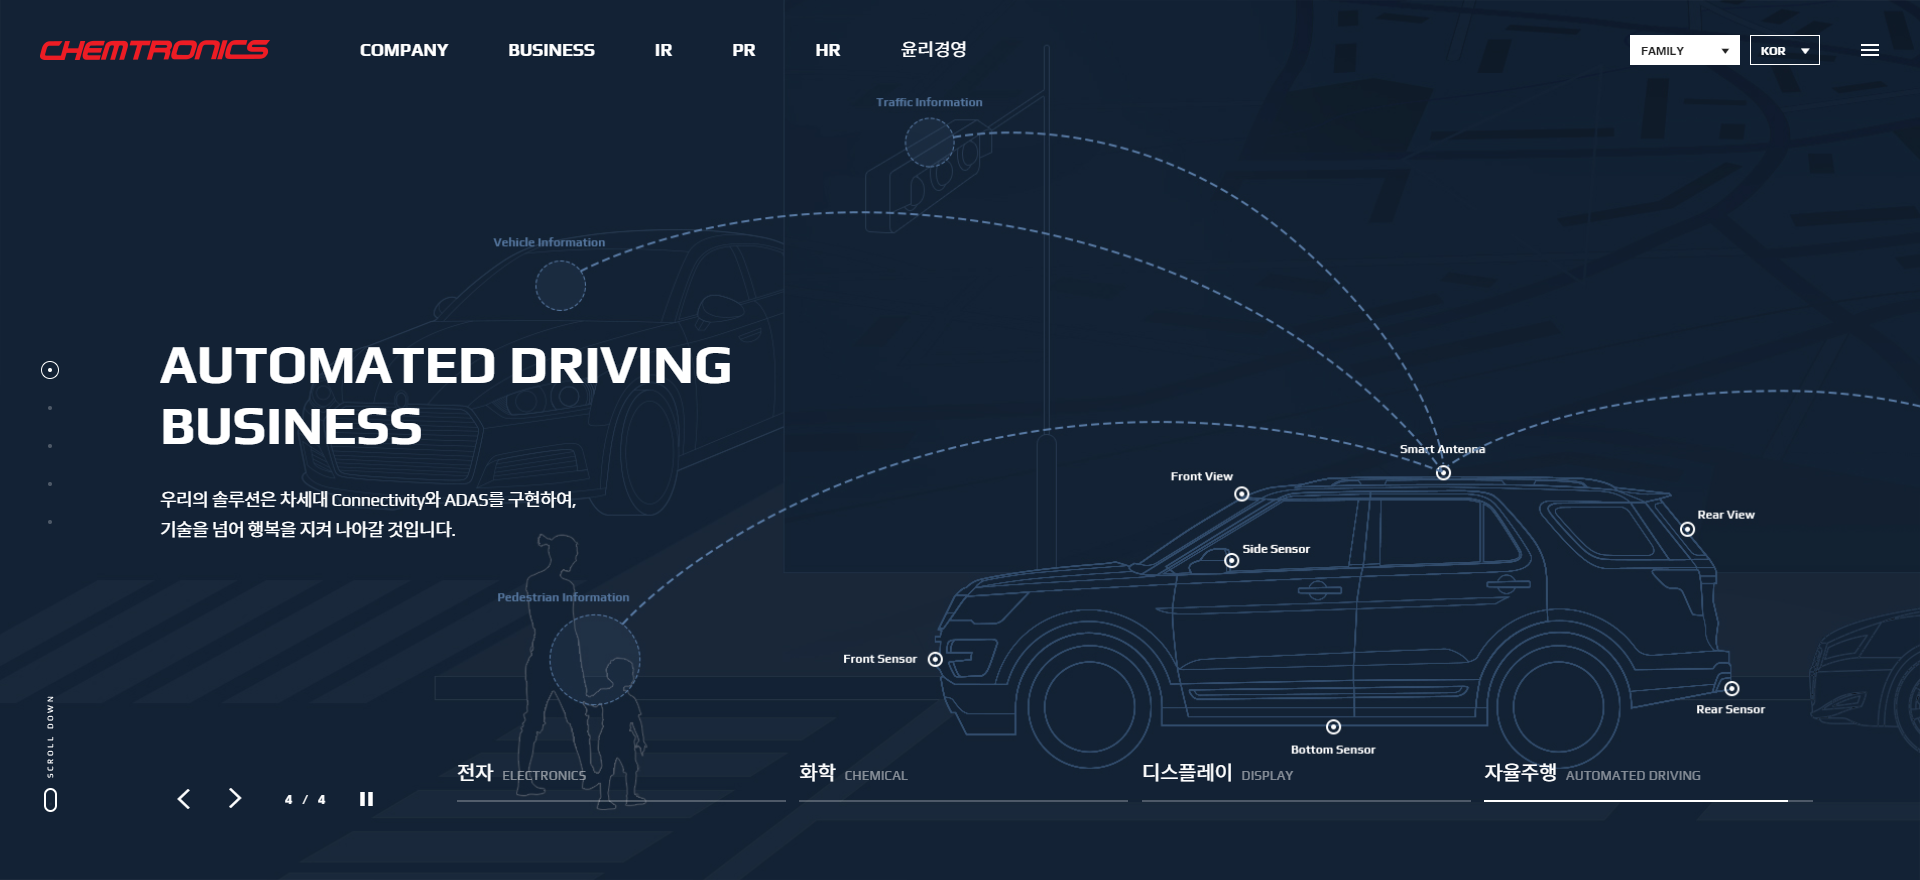 CHEMTRONICS
COMPANY BUSINESS IR PR HR 윤리경영
FAMILY KOR
Traffic Information
Vehicle Information
AUTOMATED DRIVING
BUSINESS
우리의 솔루션은 차세대 Connectivity와 ADAS를 구현하여,
기술을 넘어 행복을 지켜 나아갈 것입니다.
Smart Antenna
Front View
Rear View
Side Sensor
Pedestrian Information
Front Sensor
Rear Sensor
Bottom Sensor
SCROLL DOWN
4 / 4
전자 ELECTRONICS
화학 CHEMICAL
디스플레이 DISPLAY
자율주행 AUTOMATED DRIVING